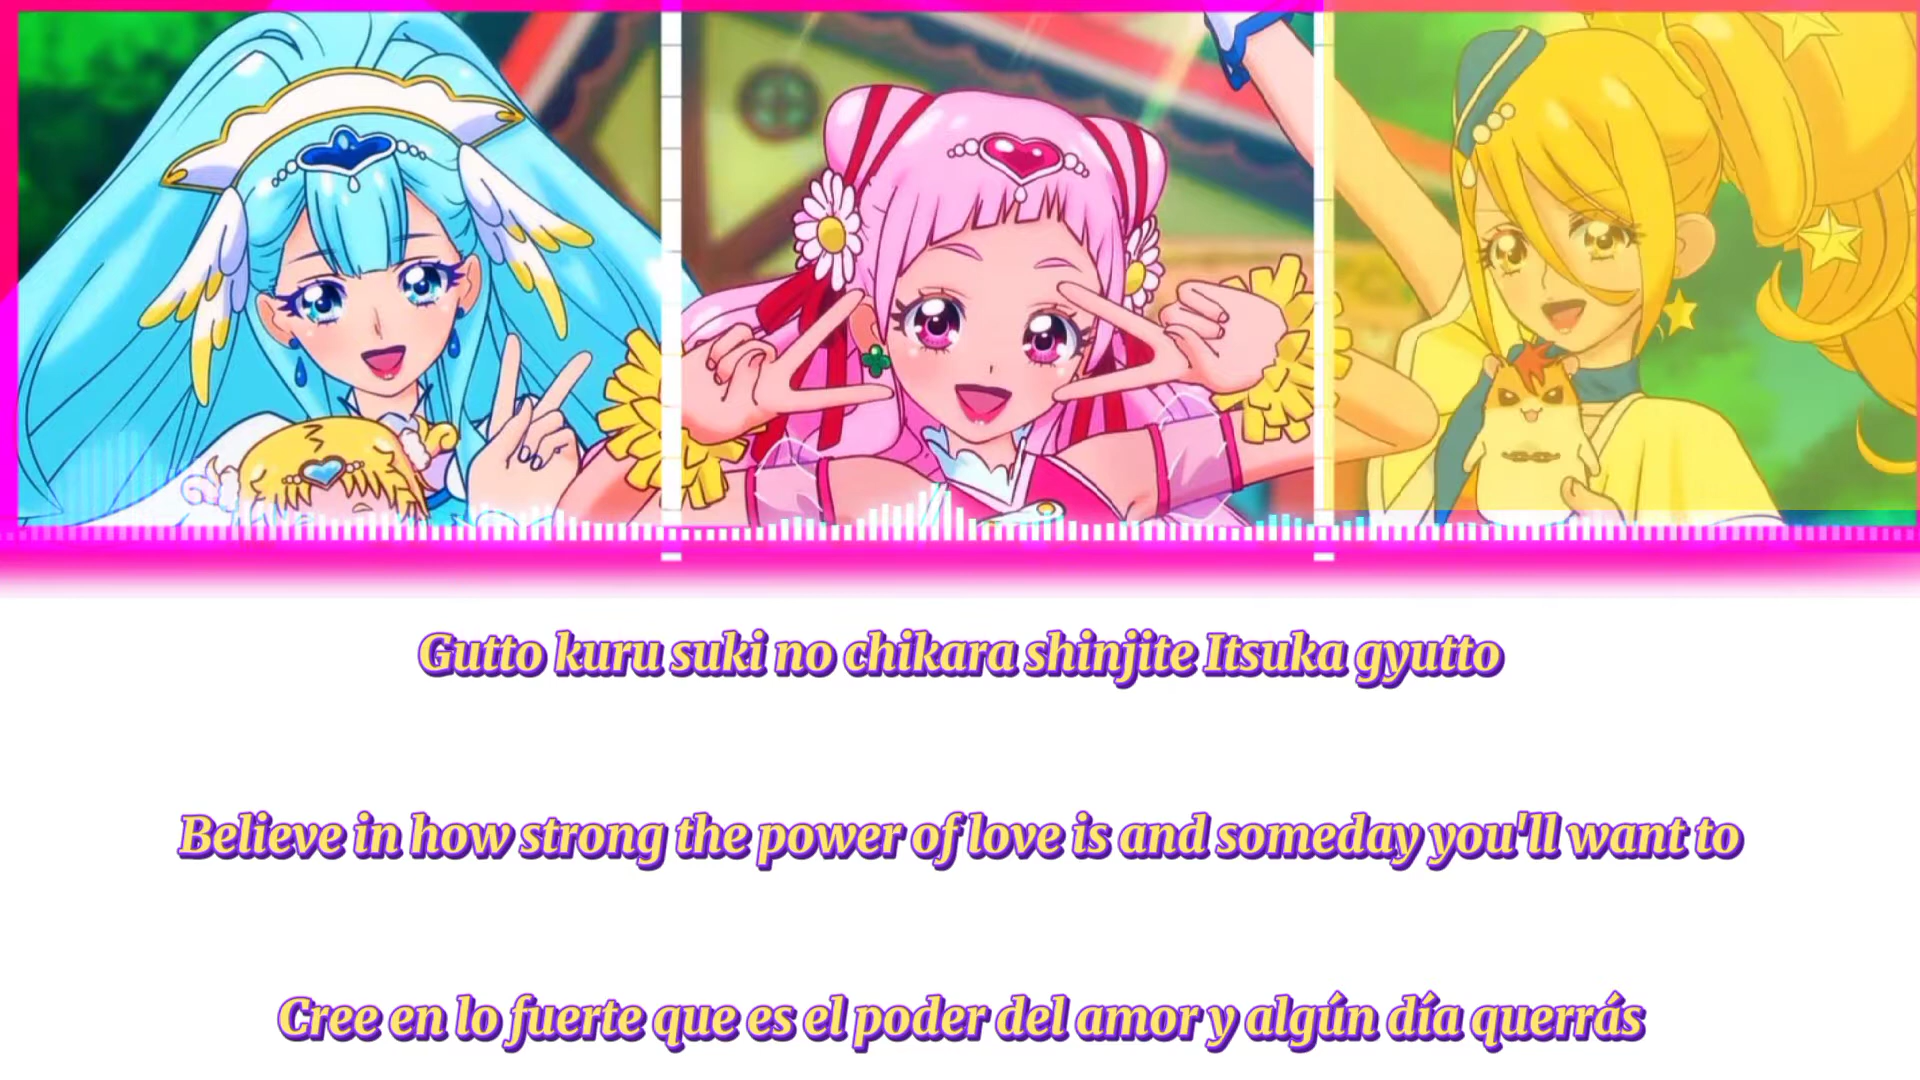 Gutto kuru suki no chikara shinjite Itsuka gyutto
Believe in how strong the power of love is and someday you'll want to
Cree en lo fuerte que es el poder del amor y algún día querrás